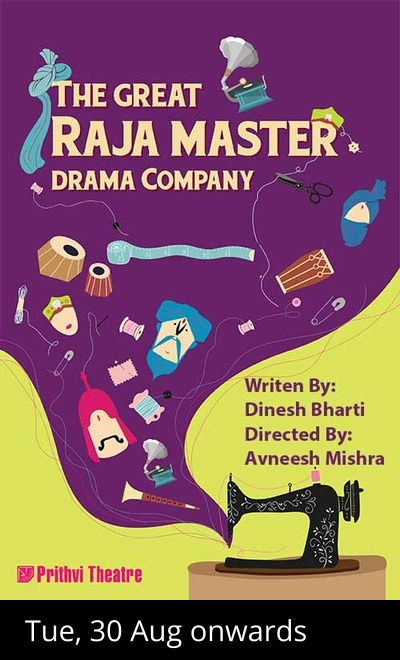 THE GREAT
RAJA MASTER
DRAMA COMPANY
Writen By:
Dinesh Bharti
Directed By:
Avneesh Mishra
Prithvi Theatre
Tue, 30 Aug onwards